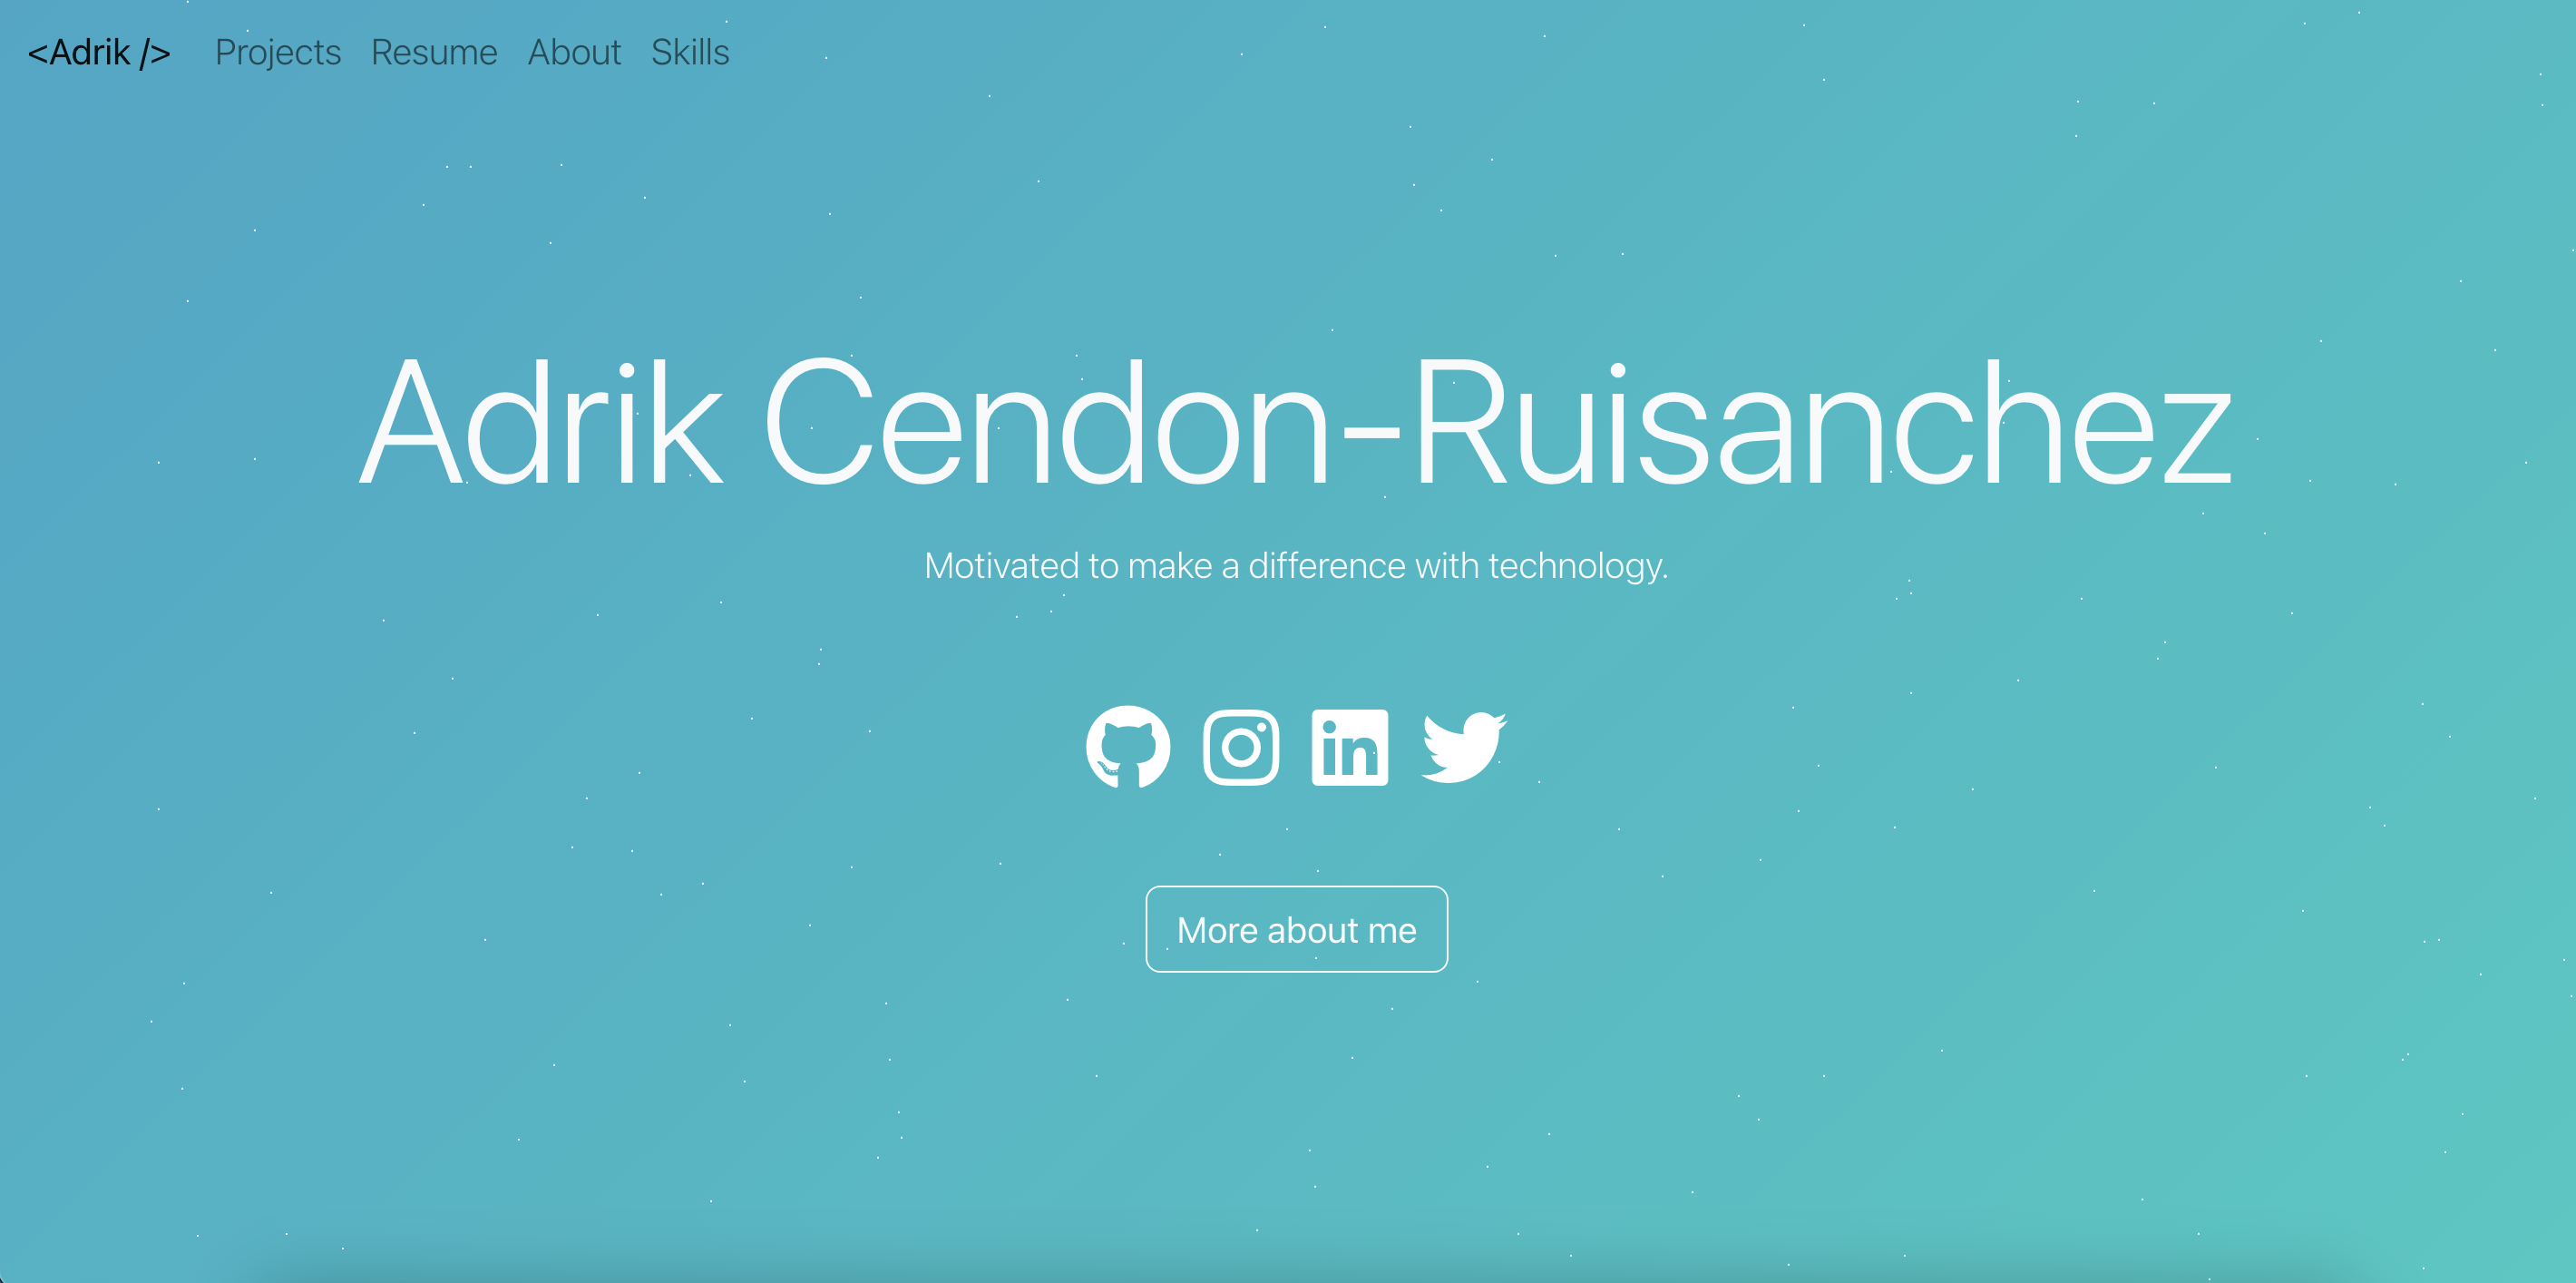 <Adrik /> Projects Resume About Skills
Adrik Cendon-Ruisanchez
Motivated to make a difference with technology.
in
More about me